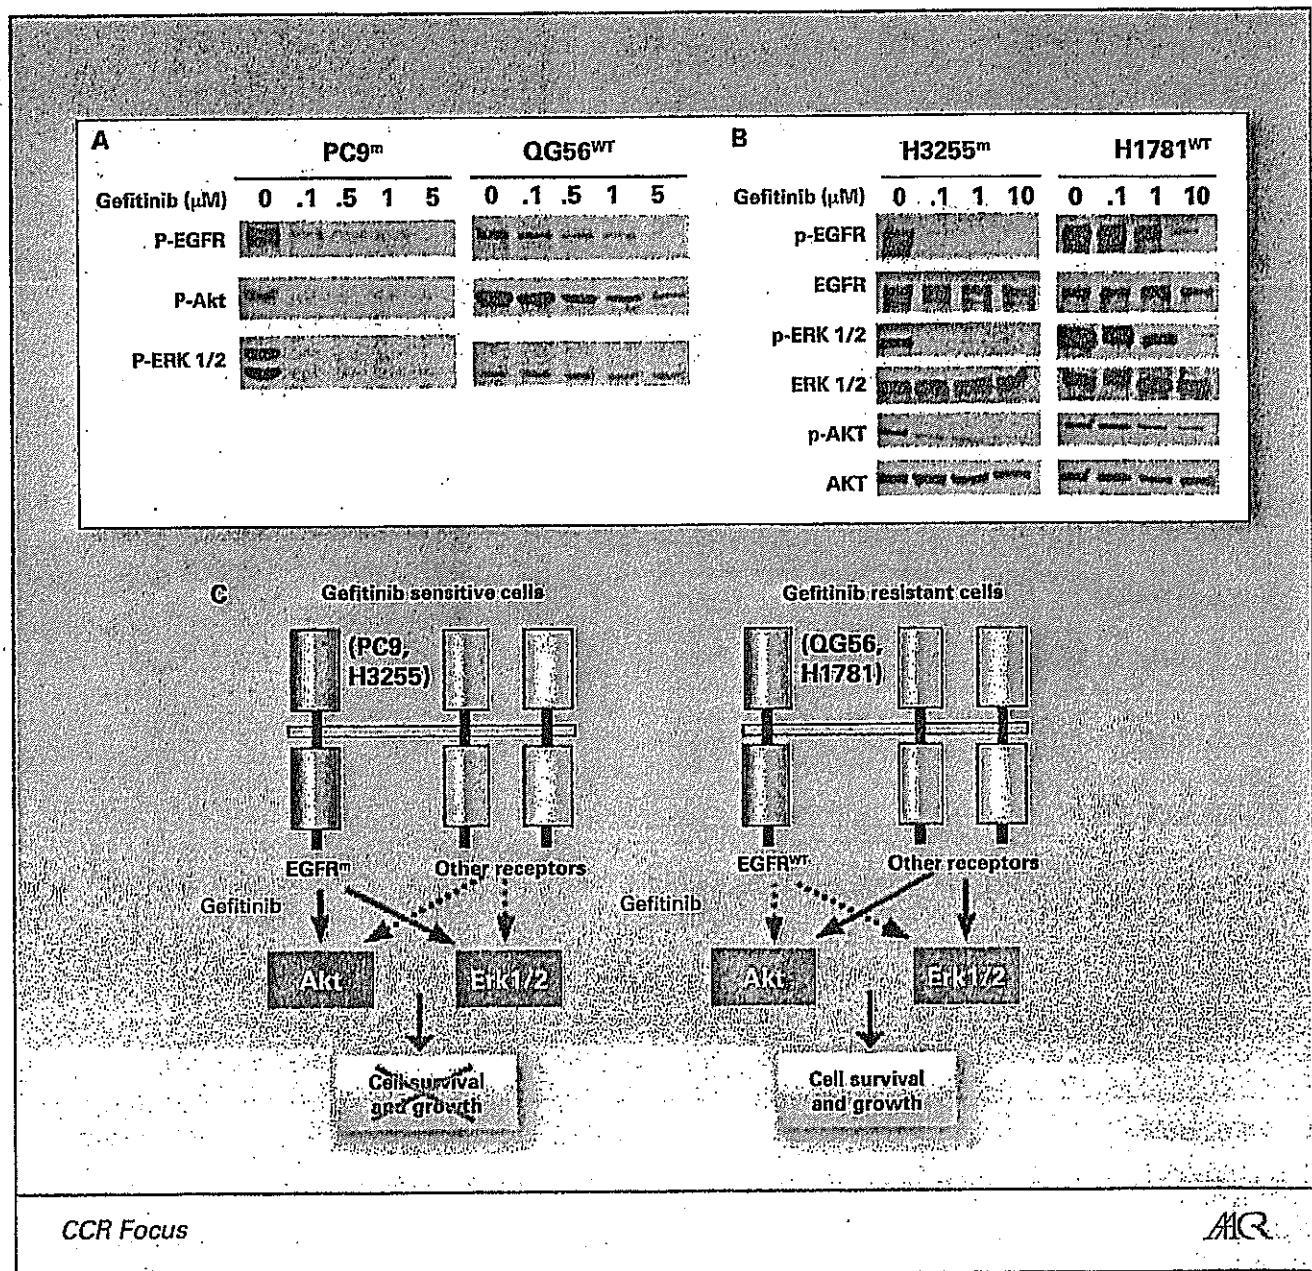 A
PC9ᵐ QG56ᵂᵀ
Gefitinib (μM) 0 .1 .5 1 5 0 .1 .5 1 5
P-EGFR
P-Akt
P-ERK 1/2
B
H3255ᵐ H1781ᵂᵀ
Gefitinib (μM) 0 .1 1 10 0 .1 1 10
p-EGFR
EGFR
p-ERK 1/2
ERK 1/2
p-AKT
AKT
C
Gefitinib sensitive cells
(PC9,
H3255)
EGFRᵐ Other receptors
Gefitinib
Akt Erk1/2
Cell survival
and growth
Gefitinib resistant cells
(QG56,
H1781)
EGFRᵂᵀ Other receptors
Gefitinib
Akt Erk1/2
Cell survival
and growth
CCR Focus
AACR